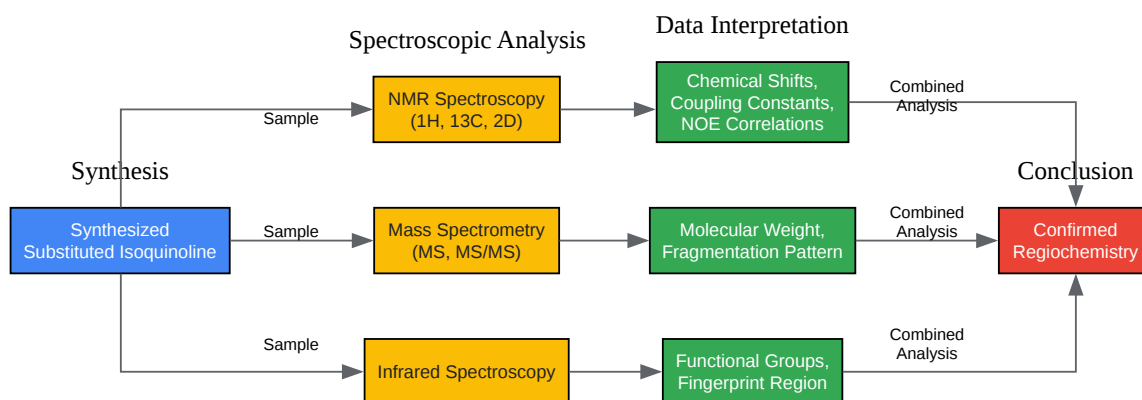 Spectroscopic Analysis
Data Interpretation
NMR Spectroscopy
(1H, 13C, 2D)
Chemical Shifts,
Coupling Constants,
NOE Correlations
Sample
Combined
Analysis
Synthesis
Conclusion
Synthesized
Substituted Isoquinoline
Sample
Mass Spectrometry
(MS, MS/MS)
Molecular Weight,
Fragmentation Pattern
Combined
Analysis
Confirmed
Regiochemistry
Sample
Infrared Spectroscopy
Functional Groups,
Fingerprint Region
Combined
Analysis